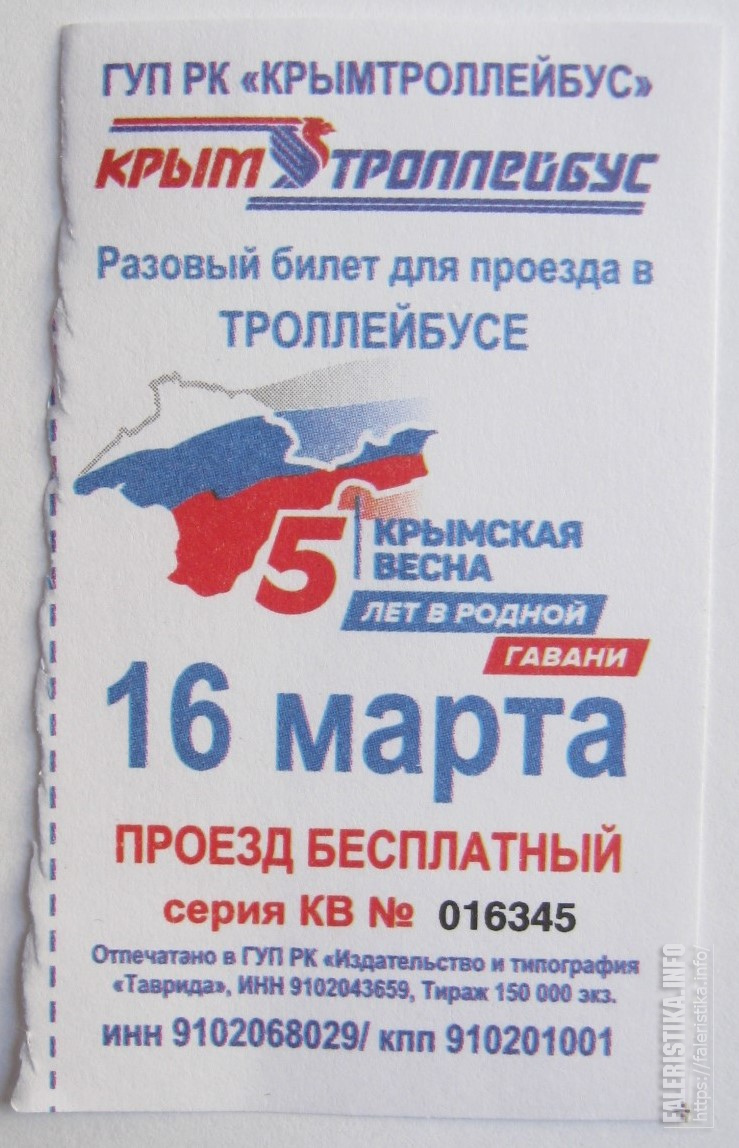 ГУП РК «КРЫМТРОЛЛЕЙБУС»
КРЫМ ТРОЛЛЕЙБУС
Разовый билет для проезда в
ТРОЛЛЕЙБУСЕ
5
КРЫМСКАЯ
ВЕСНА
ЛЕТ В РОДНОЙ
ГАВАНИ
16 марта
ПРОЕЗД БЕСПЛАТНЫЙ
серия КВ № 016345
Отпечатано в ГУП РК «Издательство и типография
«Таврида», ИНН 9102043659, Тираж 150 000 экз.
инн 9102068029/ кпп 910201001
FALERISTIKA.INFO
https://faleristika.info/